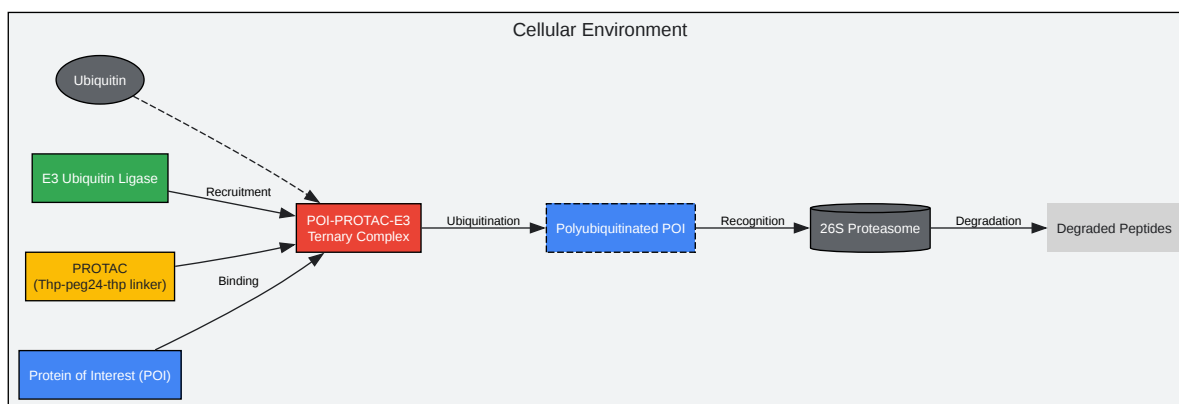 Cellular Environment
Ubiquitin
E3 Ubiquitin Ligase
Recruitment
PROTAC
(Thp-peg24-thp linker)
Binding
Protein of Interest (POI)
POI-PROTAC-E3
Ternary Complex
Ubiquitination
Polyubiquitinated POI
Recognition
26S Proteasome
Degradation
Degraded Peptides